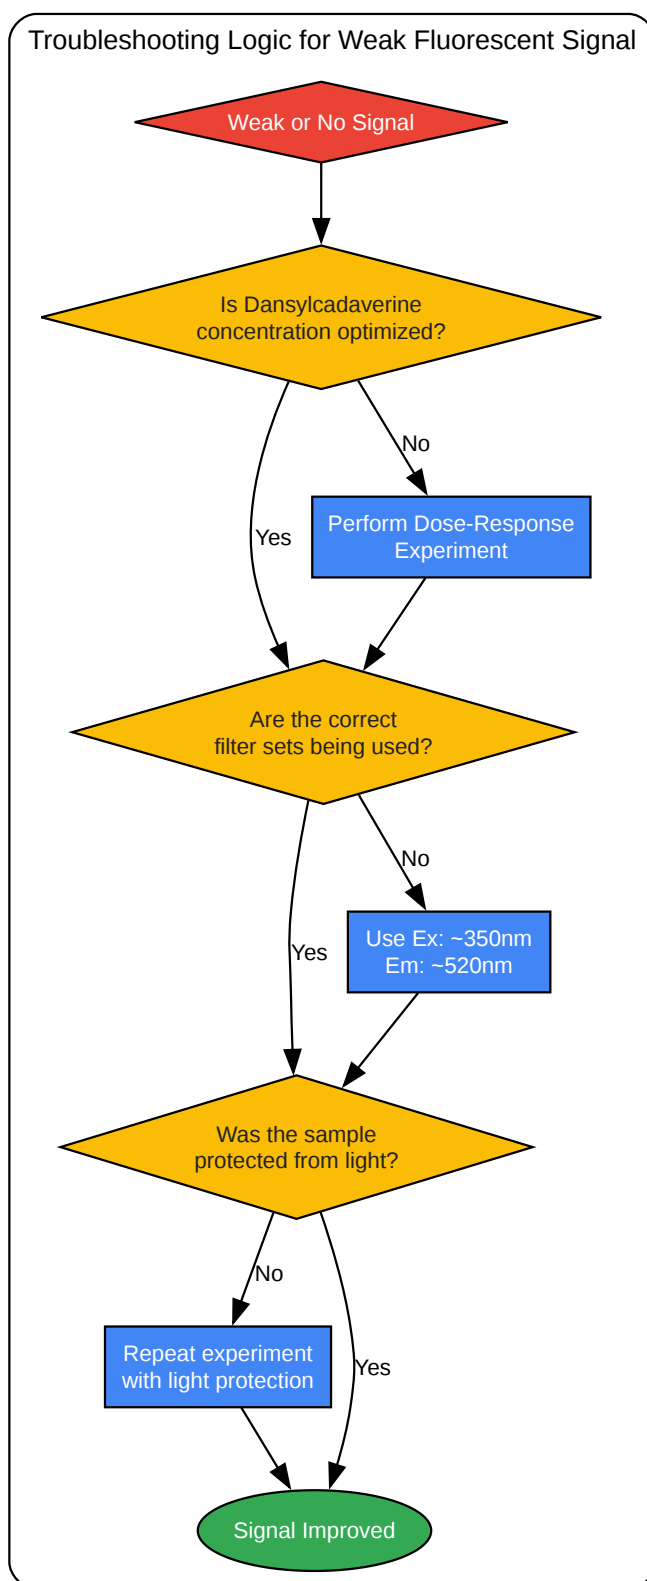 Troubleshooting Logic for Weak Fluorescent Signal
Weak or No Signal
Is Dansylcadaverine
concentration optimized?
No
Perform Dose-Response
Experiment
Yes
Are the correct
filter sets being used?
No
Use Ex: ~350nm
Em: ~520nm
Yes
Was the sample
protected from light?
No
Repeat experiment
with light protection
Yes
Signal Improved